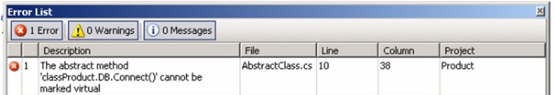 Error List
1 Error 0 Warnings 0 Messages
Description File Line Column Project
1 The abstract method AbstractClass.cs 10 38 Product
'classProduct.DB.Connect()' cannot be
marked virtual